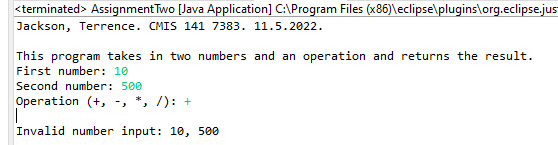 <terminated> AssignmentTwo [Java Application] C:\Program Files (x86)\eclipse\plugins\org.eclipse.jus
Jackson, Terrence. CMIS 141 7383. 11.5.2022.
This program takes in two numbers and an operation and returns the result.
First number: 10
Second number: 500
Operation (+, -, *, /): +
Invalid number input: 10, 500